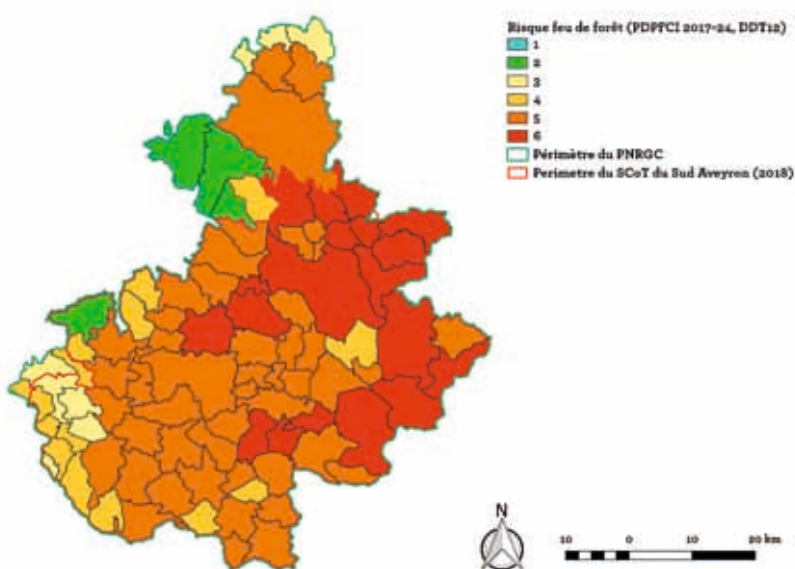 Risque feu de forêt (PDPFCI 2017-24, DDT12)
1
2
3
4
5
6
Périmètre du PNRGC
Perimetre du SCoT du Sud Aveyron (2018)
N
10 0 10 20 km